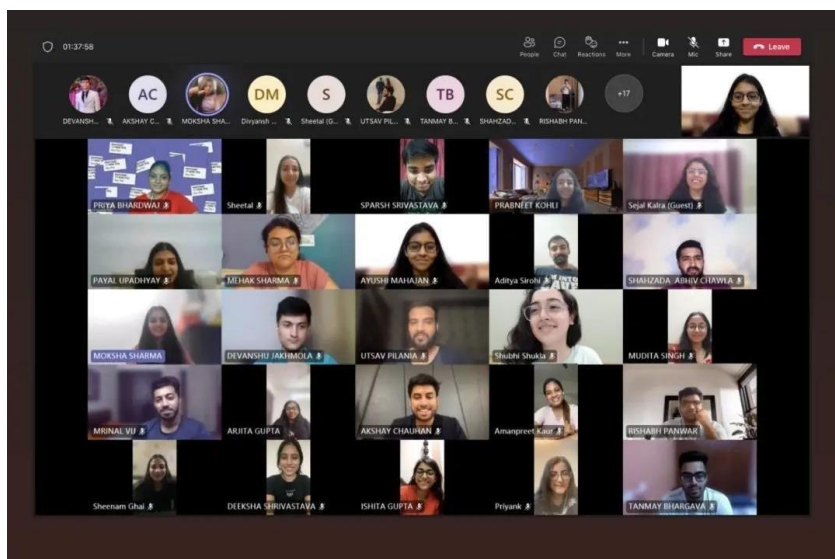 01:37:58
People Chat Reactions More Camera Mic Share Leave
AC DM S TB SC +17
DEVANSH... AKSHAY C... MOKSHA SHA... Divyansh ... Sheetal (G... UTSAV PIL... TANMAY B... SHAHZAD... RISHABH PAN...
PRIYA BHARDWAJ Sheetal SPARSH SRIVASTAVA PRABNEET KOHLI Sejal Kalra (Guest)
PAYAL UPADHYAY MEHAK SHARMA AYUSHI MAHAJAN Aditya Sirohi SHAHZADA ABHIV CHAWLA
MOKSHA SHARMA DEVANSHU JAKHMOLA UTSAV PILANIA Shubhi Shukla MUDITA SINGH
MRINAL VU ARJITA GUPTA AKSHAY CHAUHAN Amanpreet Kaur RISHABH PANWAR
Sheenam Ghai DEEKSHA SHRIVASTAVA ISHITA GUPTA Priyank TANMAY BHARGAVA